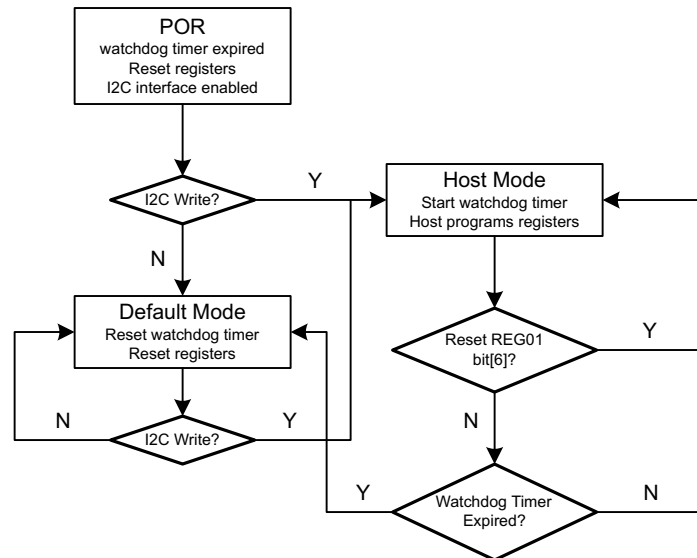 POR
watchdog timer expired
Reset registers
I2C interface enabled
I2C Write?
Y
N
Host Mode
Start watchdog timer
Host programs registers
Default Mode
Reset watchdog timer
Reset registers
Reset REG01
bit[6]?
Y
N
I2C Write?
N
Y
Watchdog Timer
Expired?
Y
N